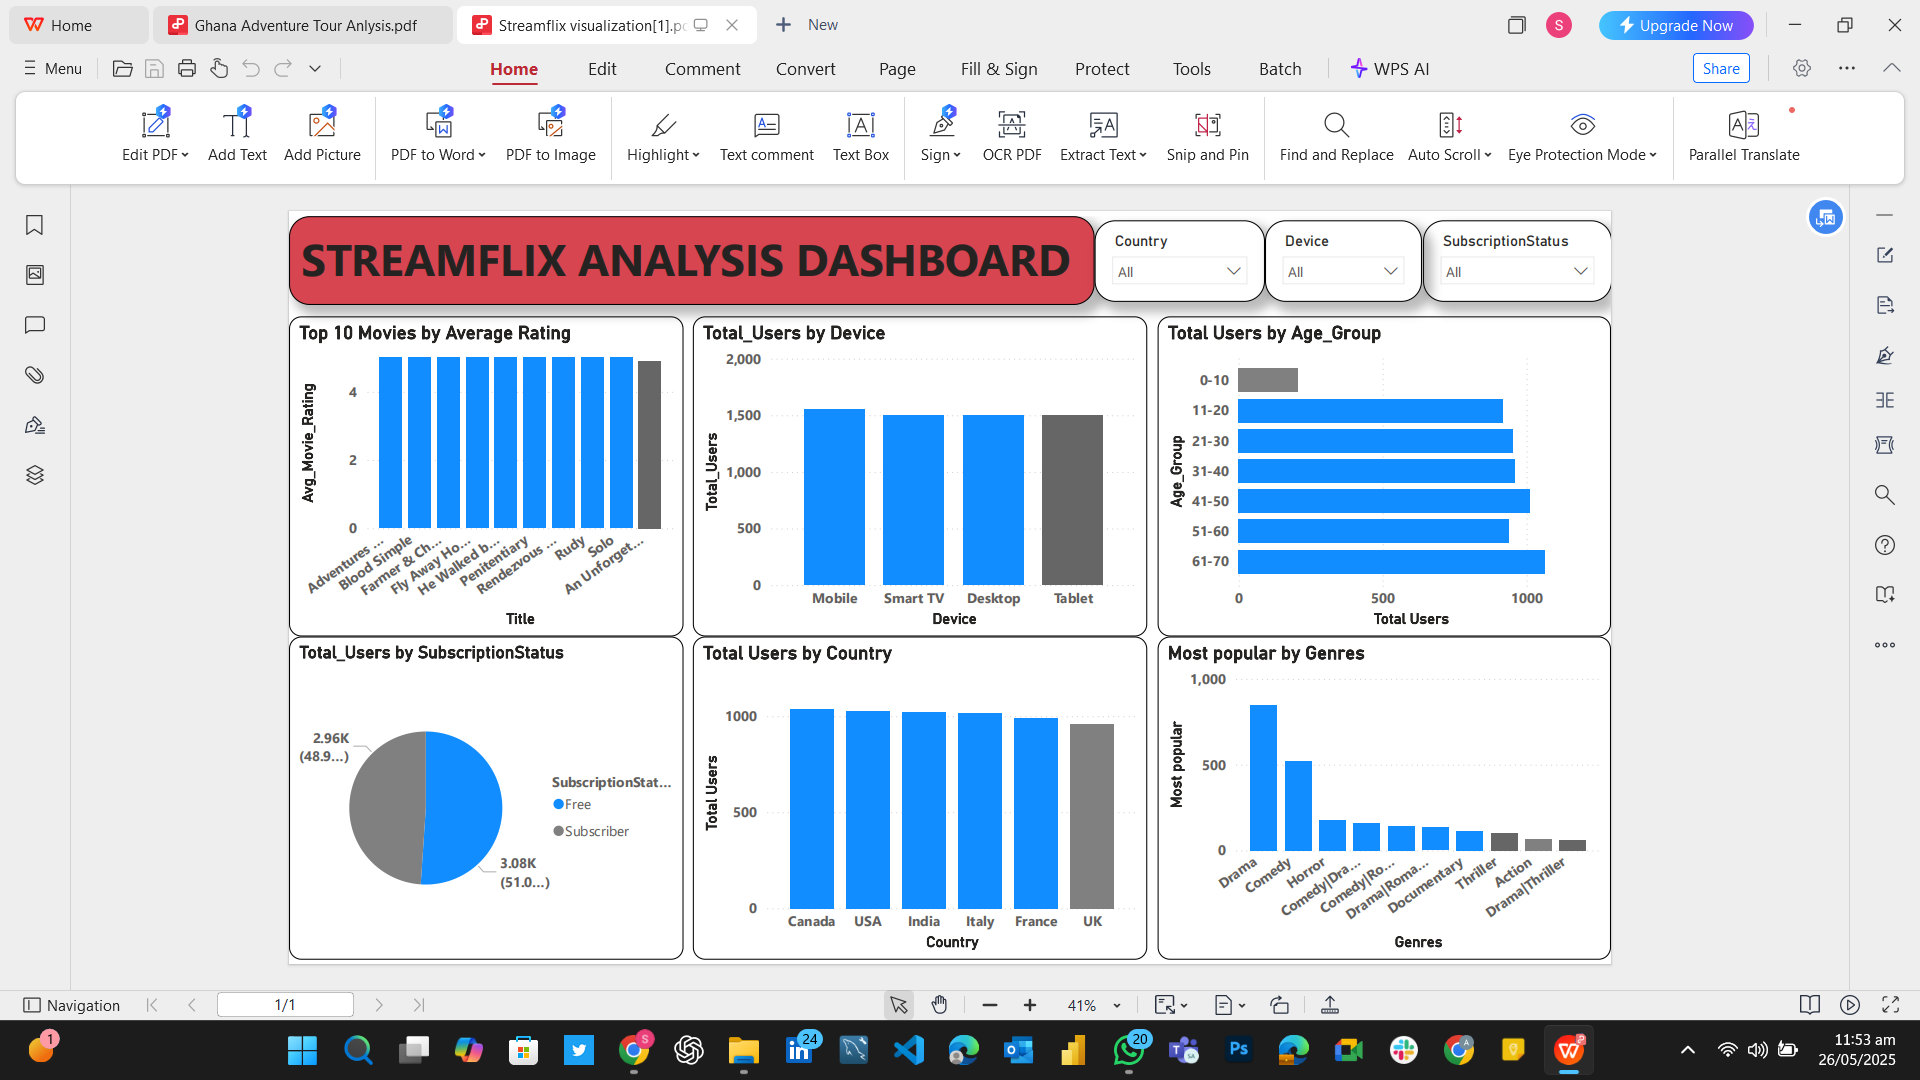 Home
Ghana Adventure Tour Anlysis.pdf
Streamflix visualization[1].pc
New
S
Upgrade Now
Menu
Home Edit Comment Convert Page Fill & Sign Protect Tools Batch WPS AI
Share
Edit PDF Add Text Add Picture PDF to Word PDF to Image Highlight Text comment Text Box Sign OCR PDF Extract Text Snip and Pin Find and Replace Auto Scroll Eye Protection Mode Parallel Translate
STREAMFLIX ANALYSIS DASHBOARD
Country
All
Device
All
SubscriptionStatus
All
Top 10 Movies by Average Rating
Avg_Movie_Rating
4
2
0
Adventures ...
Blood Simple
Farmer & Ch...
Fly Away Ho...
He Walked b...
Penitentiary
Rendezvous ...
Rudy
Solo
An Unforget...
Title
Total_Users by Device
Total_Users
2,000
1,500
1,000
500
0
Mobile Smart TV Desktop Tablet
Device
Total Users by Age_Group
Age_Group
0-10
11-20
21-30
31-40
41-50
51-60
61-70
0 500 1000
Total Users
Total_Users by SubscriptionStatus
2.96K
(48.9...)
3.08K
(51.0...)
SubscriptionStat...
Free
Subscriber
Total Users by Country
Total Users
1000
500
0
Canada USA India Italy France UK
Country
Most popular by Genres
Most popular
1,000
500
0
Drama
Comedy
Horror
Comedy|Dra...
Comedy|Ro...
Drama|Roma...
Documentary
Thriller
Action
Drama|Thriller
Genres
Navigation
1/1
41%
1
S
24
Ps
20
A
11:53 am
26/05/2025